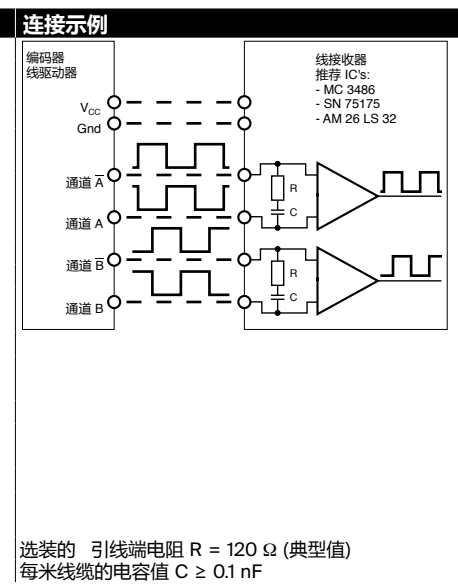 连接示例
编码器
线驱动器
线接收器
推荐 IC's:
- MC 3486
- SN 75175
- AM 26 LS 32
VCC
Gnd
通道 A̅
R
C
通道 A
通道 B̅
R
C
通道 B
选装的 引线端电阻 R = 120 Ω (典型值)
每米线缆的电容值 C ≥ 0.1 nF